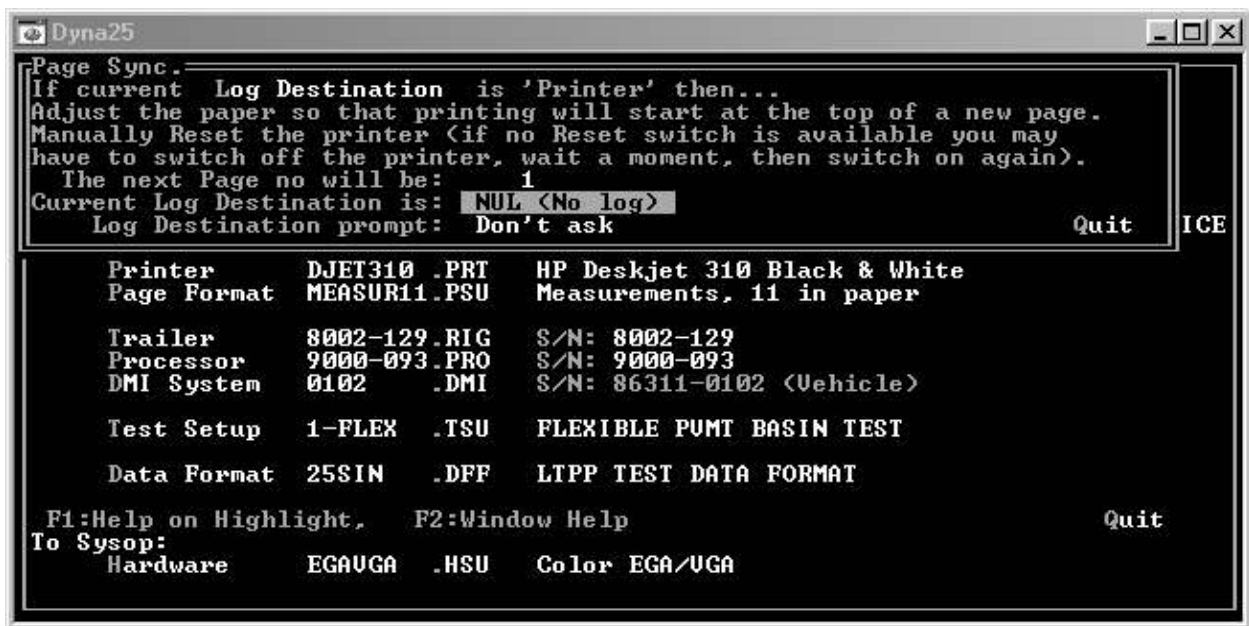 Dyna25
Page Sync.
If current Log Destination is 'Printer' then...
Adjust the paper so that printing will start at the top of a new page.
Manually Reset the printer (if no Reset switch is available you may
have to switch off the printer, wait a moment, then switch on again).
The next Page no will be: 1
Current Log Destination is: NUL (No log)
Log Destination prompt: Don't ask Quit ICE
Printer DJET310 .PRT HP Deskjet 310 Black & White
Page Format MEASUR11.PSU Measurements, 11 in paper
Trailer 8002-129.RIG S/N: 8002-129
Processor 9000-093.PRO S/N: 9000-093
DMI System 0102 .DMI S/N: 86311-0102 (Vehicle)
Test Setup 1-FLEX .TSU FLEXIBLE PVMT BASIN TEST
Data Format 25SIN .DFF LTPP TEST DATA FORMAT
F1:Help on Highlight, F2:Window Help Quit
To Sysop:
Hardware EGAVGA .HSU Color EGA/VGA